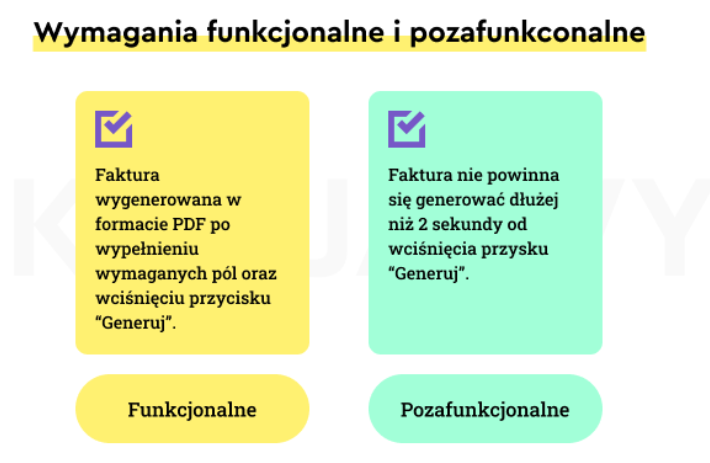 Wymagania funkcjonalne i pozafunkconalne
Faktura
wygenerowana w
formacie PDF po
wypełnieniu
wymaganych pól oraz
wciśnięciu przycisku
“Generuj”.
Faktura nie powinna
się generować dłużej
niż 2 sekundy od
wciśnięcia przysku
“Generuj”.
Funkcjonalne
Pozafunkcjonalne